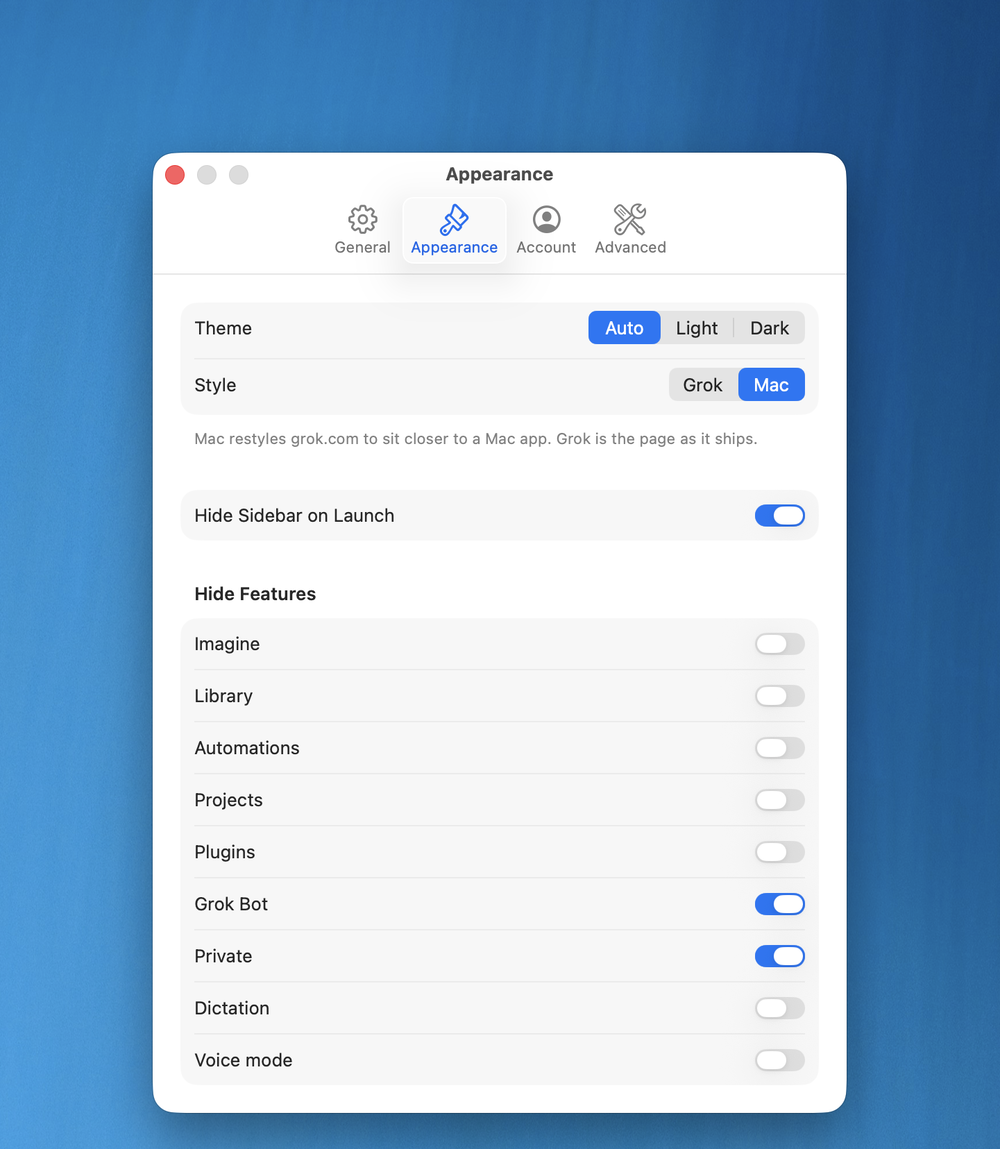 Appearance
General
Appearance
Account
Advanced
Theme
Auto
Light
Dark
Style
Grok
Mac
Mac restyles grok.com to sit closer to a Mac app. Grok is the page as it ships.
Hide Sidebar on Launch
Hide Features
Imagine
Library
Automations
Projects
Plugins
Grok Bot
Private
Dictation
Voice mode